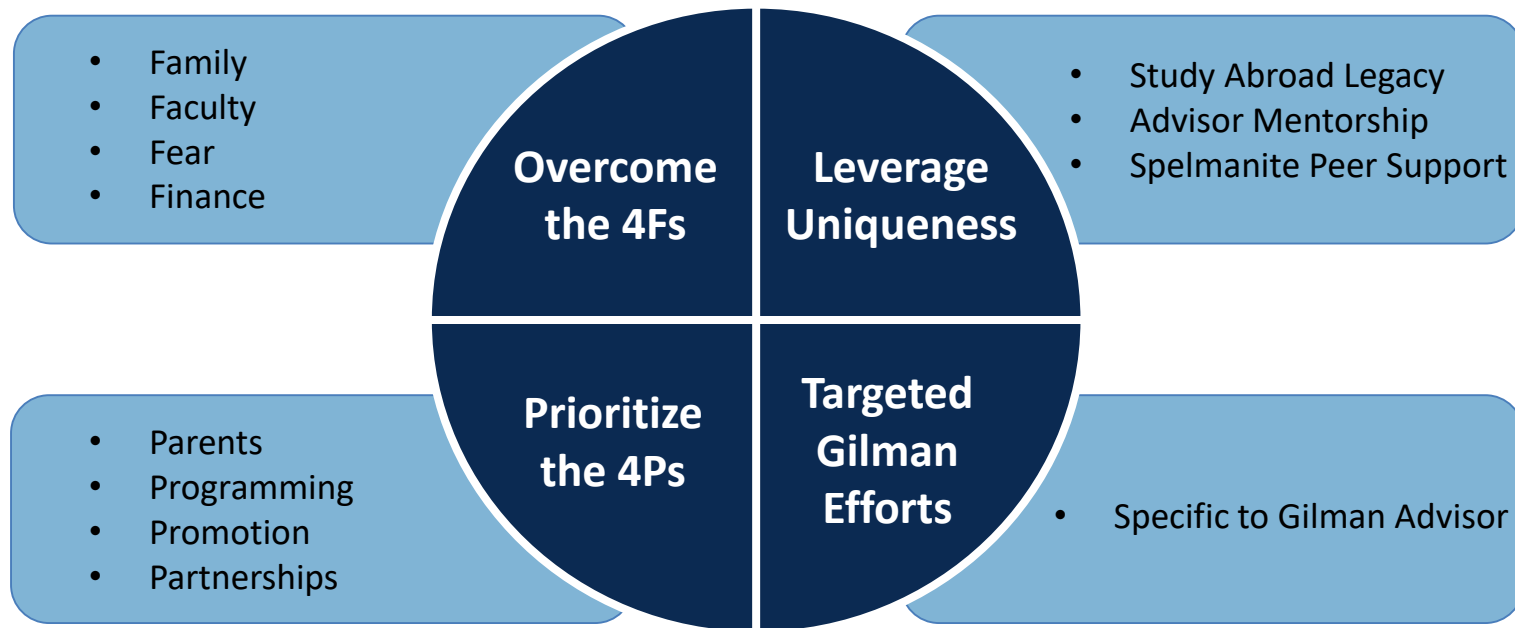 • Family
• Faculty
• Fear
• Finance
Overcome
the 4Fs
Leverage
Uniqueness
• Study Abroad Legacy
• Advisor Mentorship
• Spelmanite Peer Support
• Parents
• Programming
• Promotion
• Partnerships
Prioritize
the 4Ps
Targeted
Gilman
Efforts
• Specific to Gilman Advisor